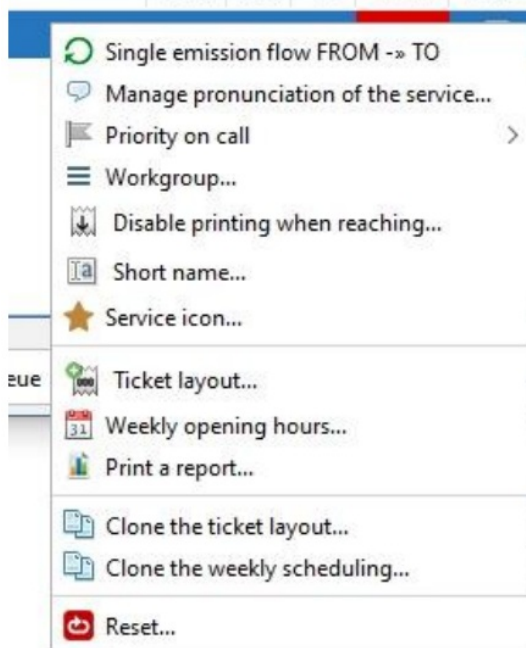 Single emission flow FROM -» TO
Manage pronunciation of the service...
Priority on call
Workgroup...
Disable printing when reaching...
Short name...
Service icon...
eue
Ticket layout...
Weekly opening hours...
Print a report...
Clone the ticket layout...
Clone the weekly scheduling...
Reset...